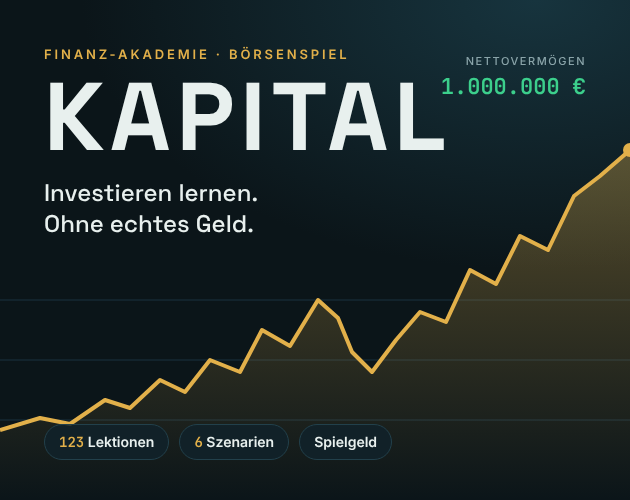 FINANZ-AKADEMIE · BÖRSENSPIEL
KAPITAL
NETTOVERMÖGEN
1.000.000 €
Investieren lernen.
Ohne echtes Geld.
123 Lektionen
6 Szenarien
Spielgeld